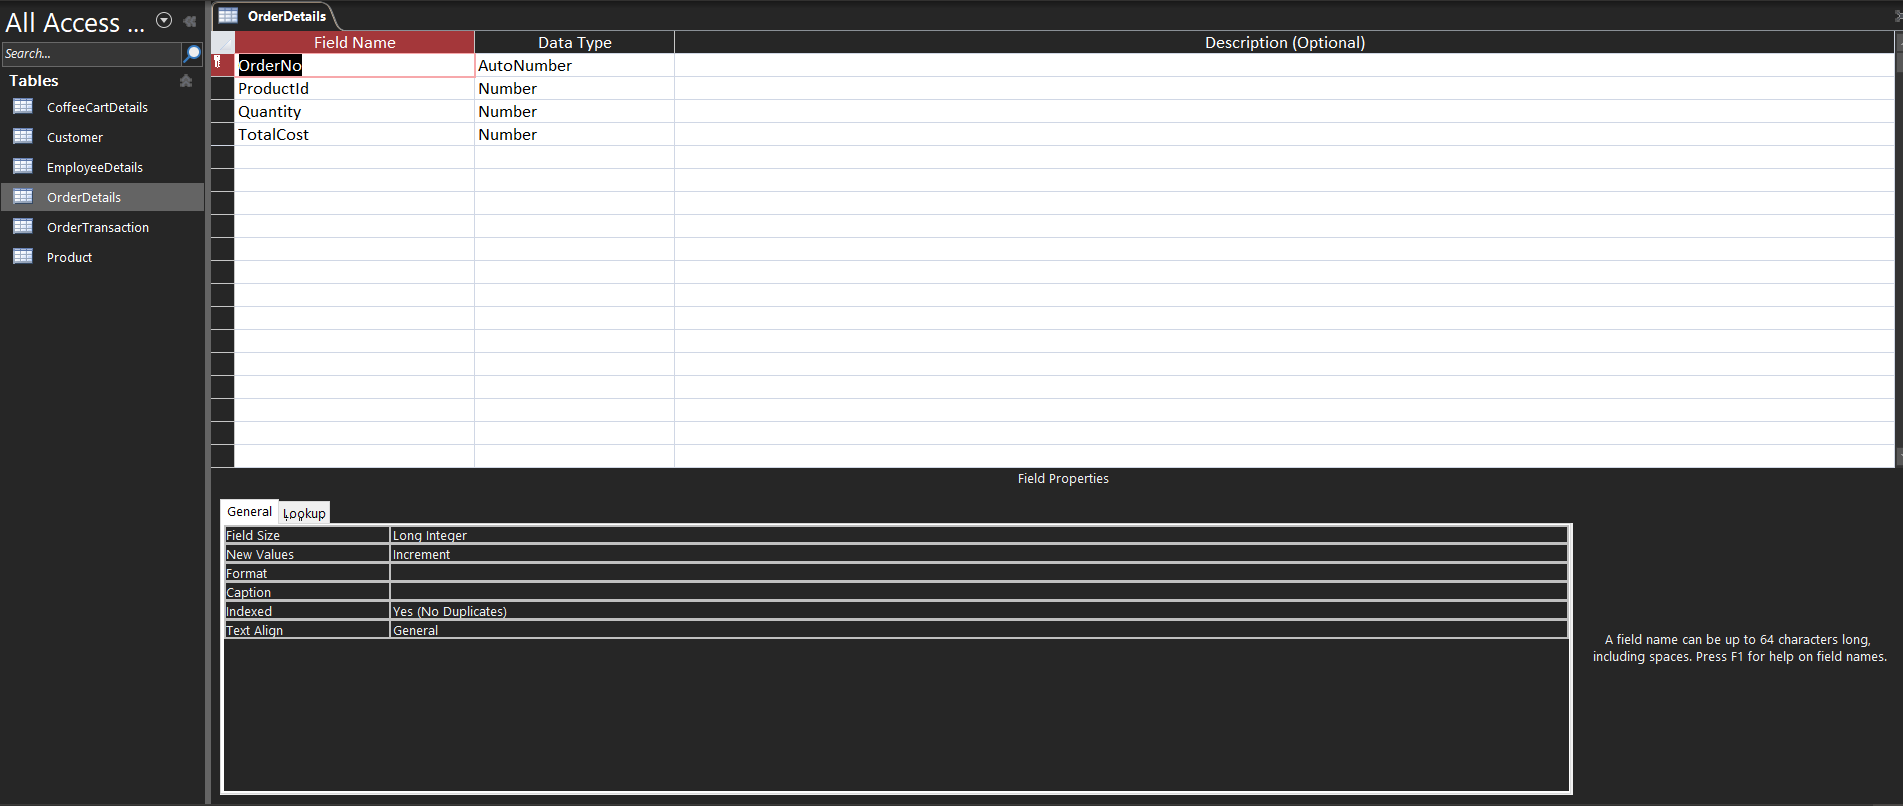 All Access ...
Search...
Tables
CoffeeCartDetails
Customer
EmployeeDetails
OrderDetails
OrderTransaction
Product
OrderDetails
Field Name Data Type Description (Optional)
OrderNo AutoNumber
ProductId Number
Quantity Number
TotalCost Number
Field Properties
General Lookup
Field Size Long Integer
New Values Increment
Format
Caption
Indexed Yes (No Duplicates)
Text Align General
A field name can be up to 64 characters long,
including spaces. Press F1 for help on field names.